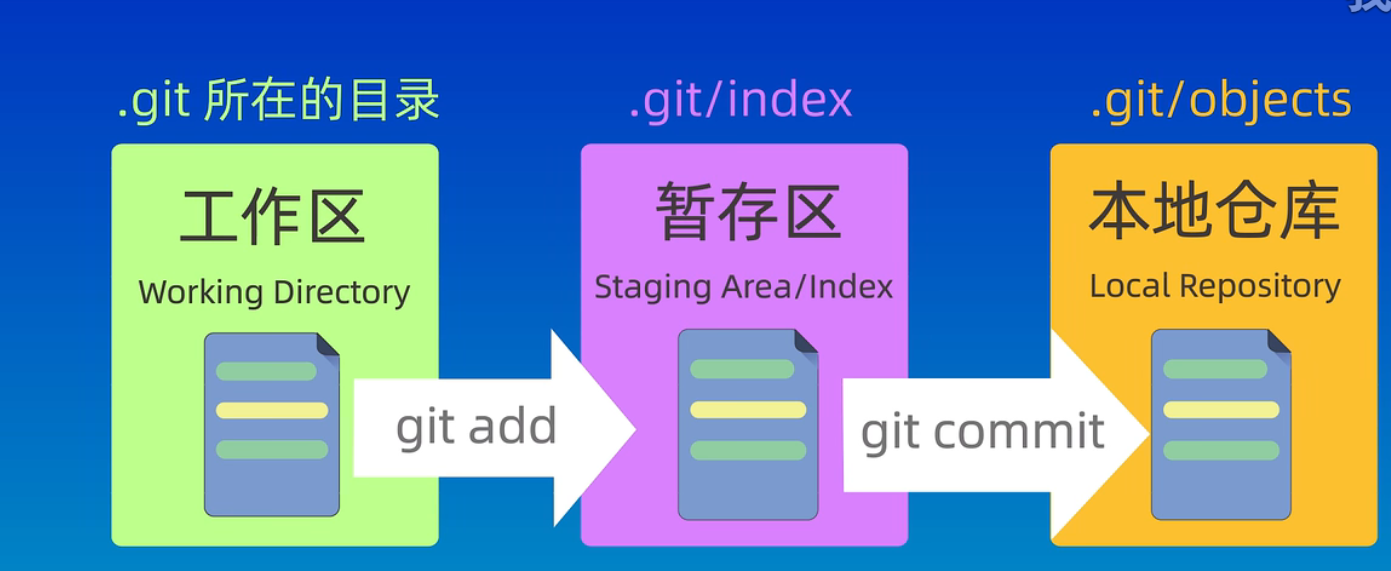 .git 所在的目录
.git/index
.git/objects
工作区
暂存区
本地仓库
Working Directory
Staging Area/Index
Local Repository
git add
git commit